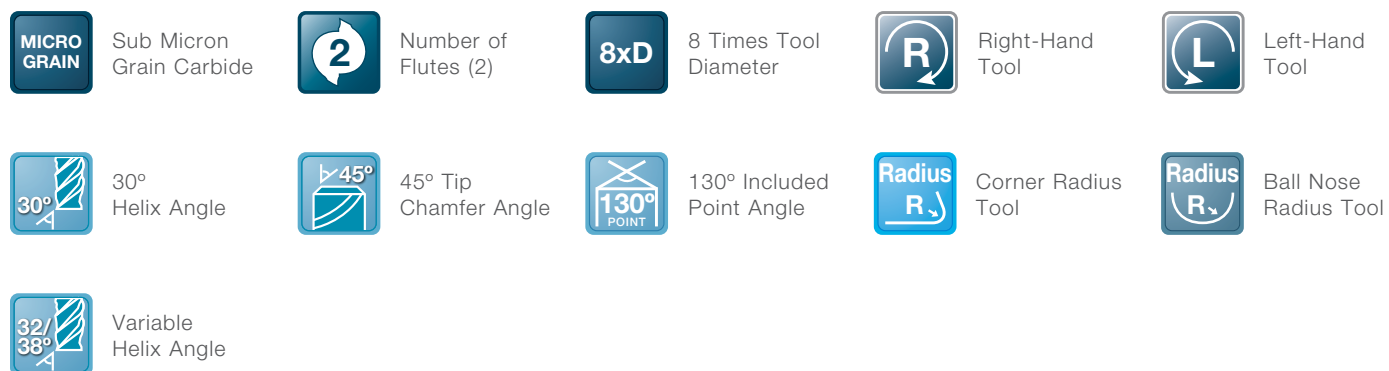 MICRO
GRAIN
Sub Micron
Grain Carbide
2
Number of
Flutes (2)
8xD
8 Times Tool
Diameter
R
Right-Hand
Tool
L
Left-Hand
Tool
30º
30º
Helix Angle
45º
45º Tip
Chamfer Angle
130º
POINT
130º Included
Point Angle
Radius
R
Corner Radius
Tool
Radius
R
Ball Nose
Radius Tool
32/
38º
Variable
Helix Angle